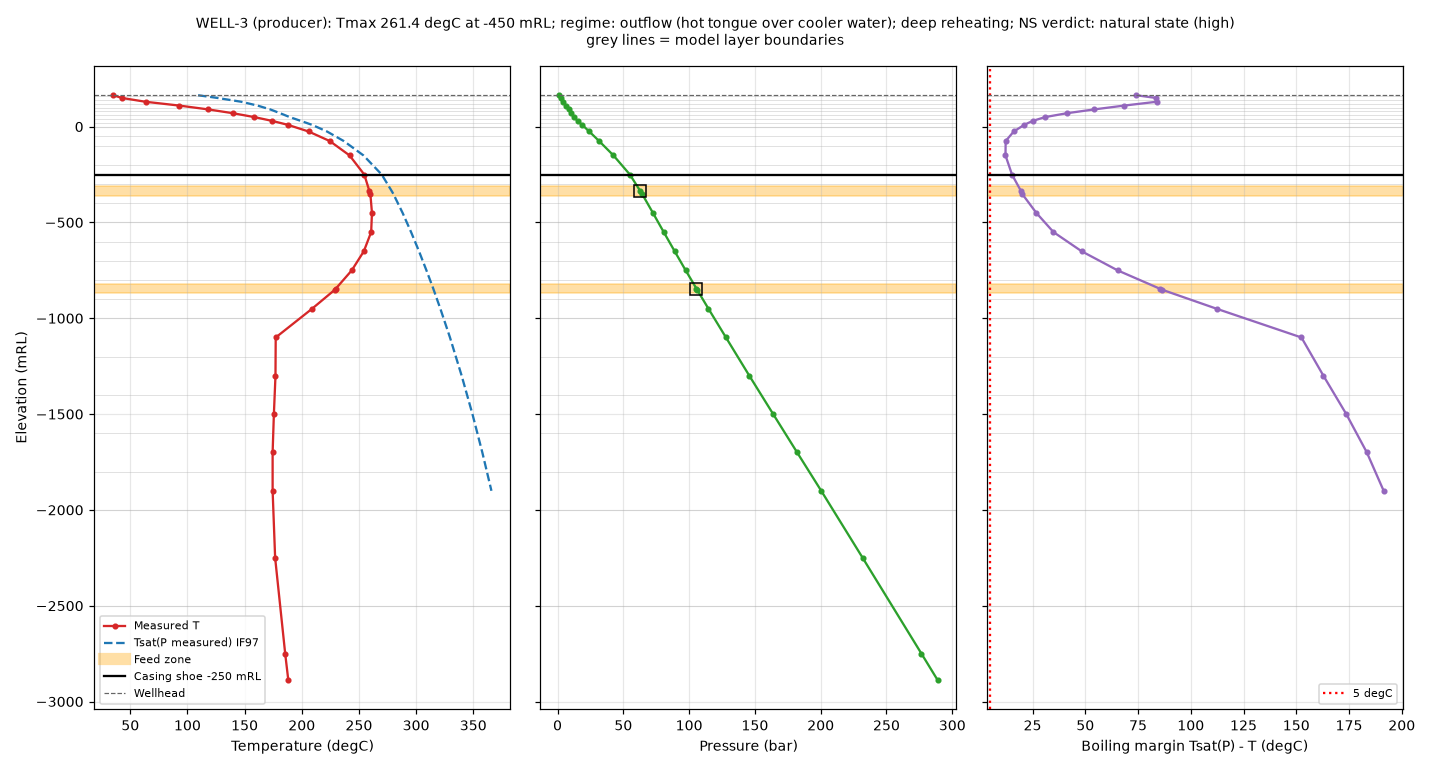 WELL-3 (producer): Tmax 261.4 degC at -450 mRL; regime: outflow (hot tongue over cooler water); deep reheating; NS verdict: natural state (high)
grey lines = model layer boundaries
Elevation (mRL)
0
−500
−1000
−1500
−2000
−2500
−3000
Measured T
Tsat(P measured) IF97
Feed zone
Casing shoe -250 mRL
Wellhead
50 100 150 200 250 300 350
Temperature (degC)
0 50 100 150 200 250 300
Pressure (bar)
5 degC
25 50 75 100 125 150 175 200
Boiling margin Tsat(P) - T (degC)